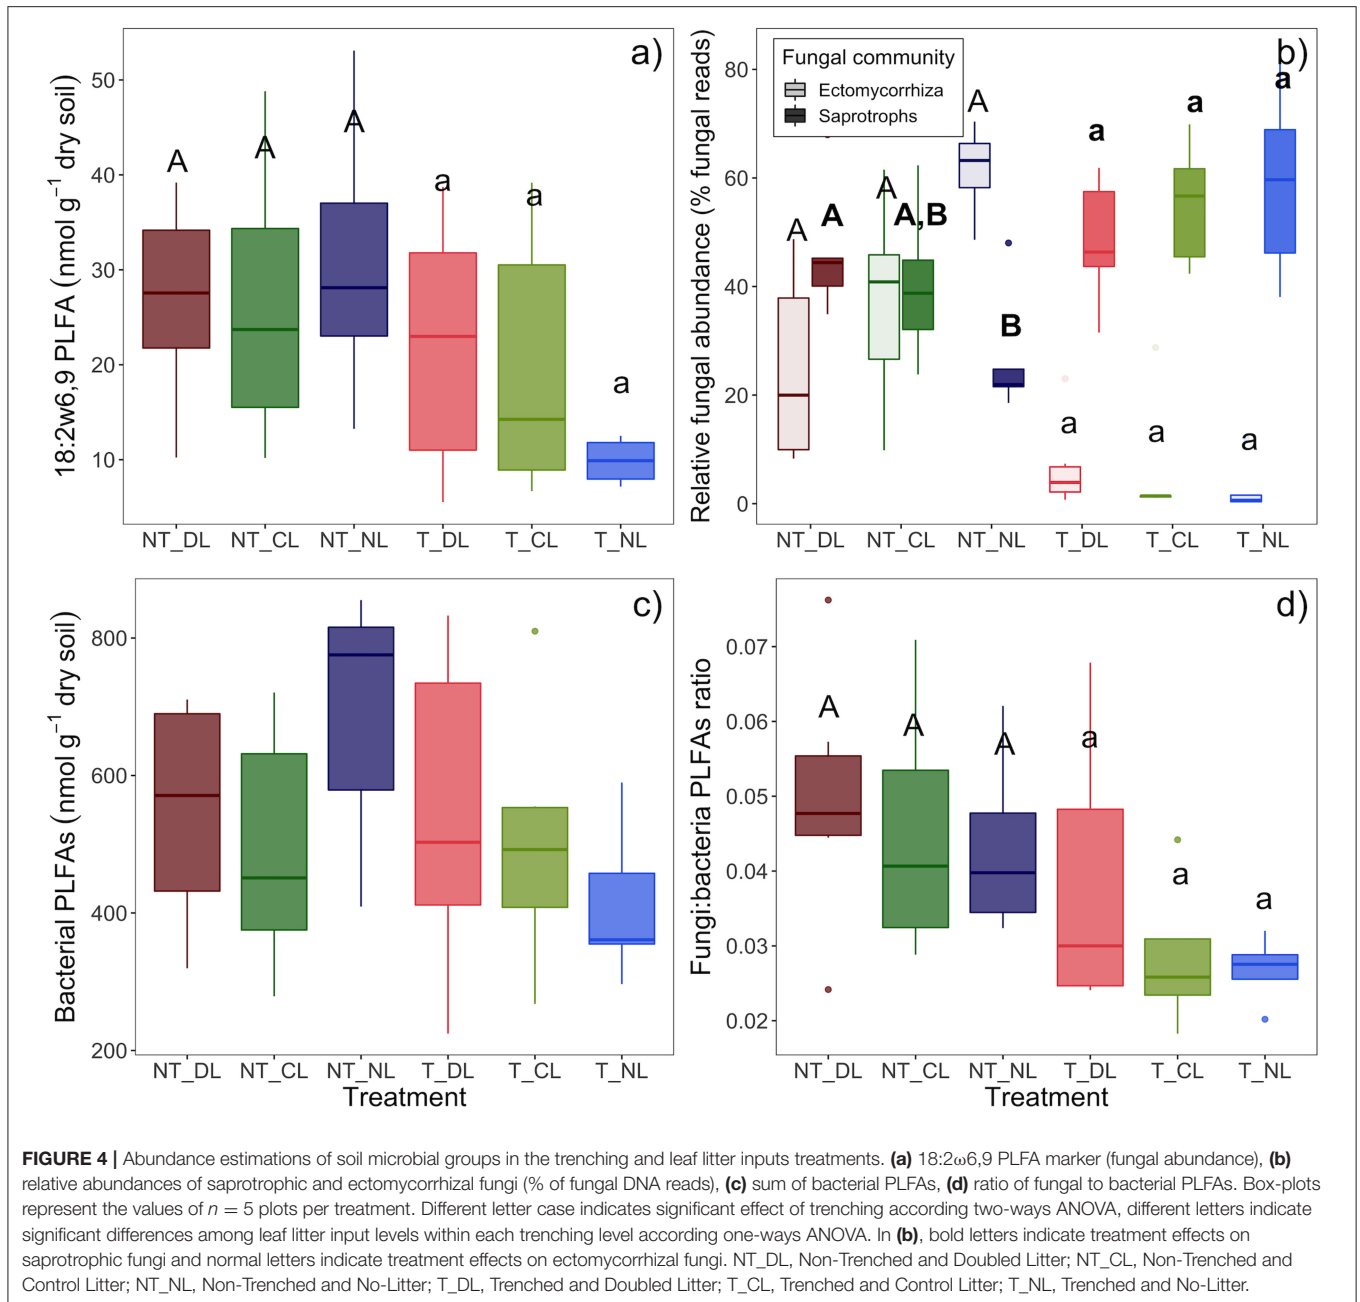 a)
18:2w6,9 PLFA (nmol g⁻¹ dry soil)
50
40
30
20
10
A
A
A
a
a
a
NT_DL NT_CL NT_NL T_DL T_CL T_NL
b)
Relative fungal abundance (% fungal reads)
80
60
40
20
0
Fungal community
Ectomycorrhiza
Saprotrophs
A
A
A
A,B
A
B
a
a
a
a
a
a
NT_DL NT_CL NT_NL T_DL T_CL T_NL
c)
Bacterial PLFAs (nmol g⁻¹ dry soil)
800
600
400
200
NT_DL NT_CL NT_NL T_DL T_CL T_NL
Treatment
d)
Fungi:bacteria PLFAs ratio
0.07
0.06
0.05
0.04
0.03
0.02
A
A
A
a
a
a
NT_DL NT_CL NT_NL T_DL T_CL T_NL
Treatment
FIGURE 4 | Abundance estimations of soil microbial groups in the trenching and leaf litter inputs treatments. (a) 18:2ω6,9 PLFA marker (fungal abundance), (b)
relative abundances of saprotrophic and ectomycorrhizal fungi (% of fungal DNA reads), (c) sum of bacterial PLFAs, (d) ratio of fungal to bacterial PLFAs. Box-plots
represent the values of n = 5 plots per treatment. Different letter case indicates significant effect of trenching according two-ways ANOVA, different letters indicate
significant differences among leaf litter input levels within each trenching level according one-ways ANOVA. In (b), bold letters indicate treatment effects on
saprotrophic fungi and normal letters indicate treatment effects on ectomycorrhizal fungi. NT_DL, Non-Trenched and Doubled Litter; NT_CL, Non-Trenched and
Control Litter; NT_NL, Non-Trenched and No-Litter; T_DL, Trenched and Doubled Litter; T_CL, Trenched and Control Litter; T_NL, Trenched and No-Litter.